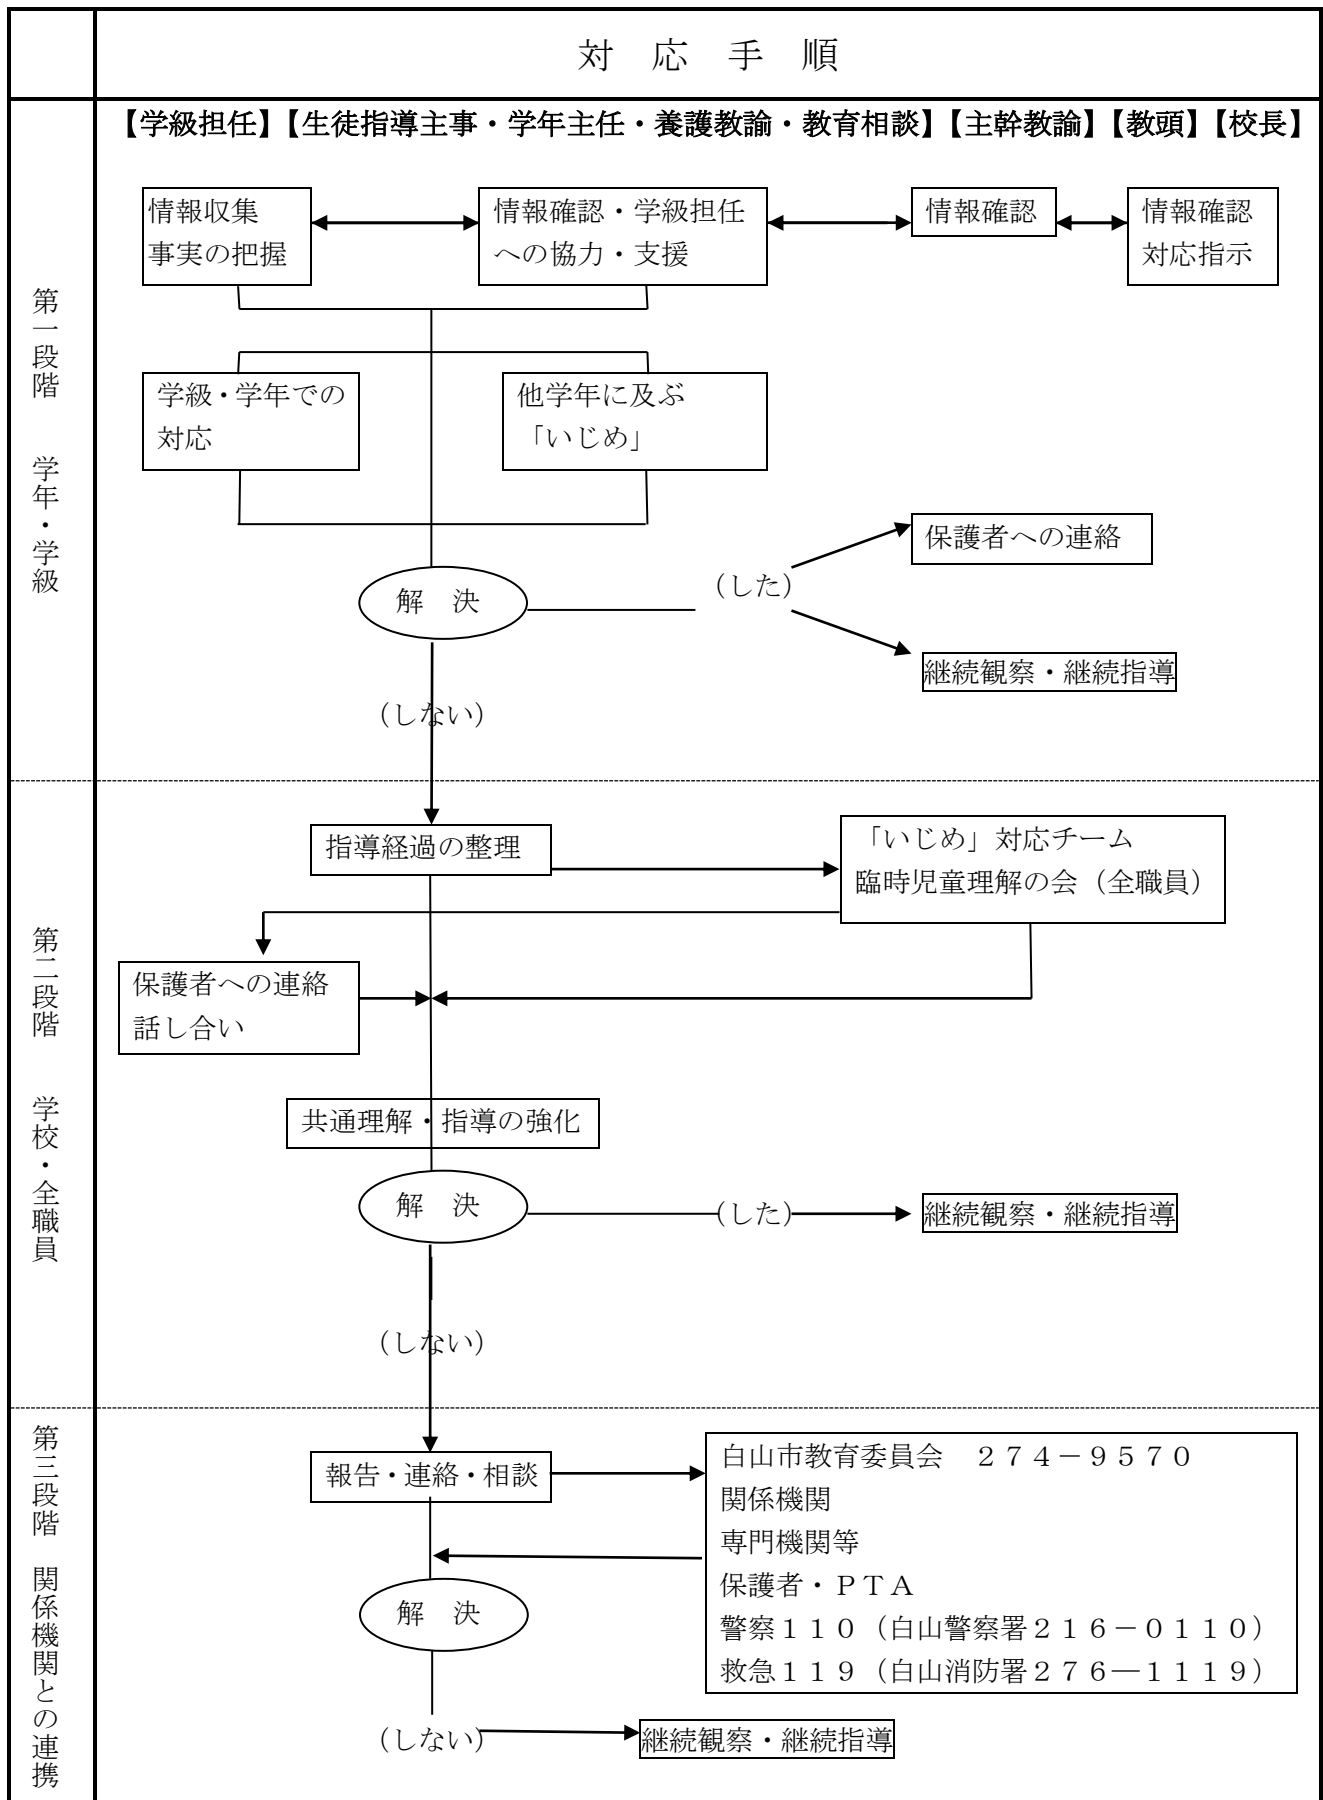 対　応　手　順
【学級担任】【生徒指導主事・学年主任・養護教諭・教育相談】【主幹教諭】【教頭】【校長】
第一段階　学年・学級
情報収集
事実の把握
情報確認・学級担任
への協力・支援
情報確認
情報確認
対応指示
学級・学年での
対応
他学年に及ぶ
「いじめ」
保護者への連絡
解　決
（した）
継続観察・継続指導
（しない）
第二段階　学校・全職員
指導経過の整理
「いじめ」対応チーム
臨時児童理解の会（全職員）
保護者への連絡
話し合い
共通理解・指導の強化
解　決
（した）
継続観察・継続指導
（しない）
第三段階　関係機関との連携
報告・連絡・相談
白山市教育委員会　２７４－９５７０
関係機関
専門機関等
保護者・ＰＴＡ
警察１１０（白山警察署２１６－０１１０）
救急１１９（白山消防署２７６―１１１９）
解　決
（しない）
継続観察・継続指導